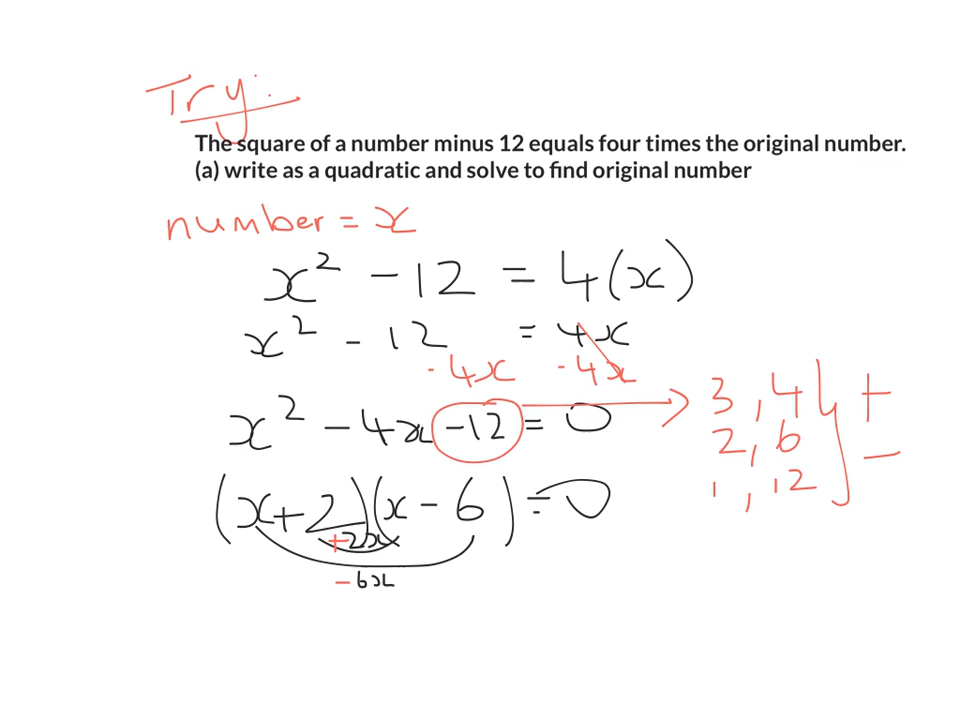 Try:
The square of a number minus 12 equals four times the original number.
(a) write as a quadratic and solve to find original number
number = x
x² - 12 = 4(x)
x² - 12 = 4x
- 4x - 4x
x² - 4x - 12 = 0
3, 4
2, 6
1, 12
+
-
(x + 2)(x - 6) = 0
+2x
- 6x